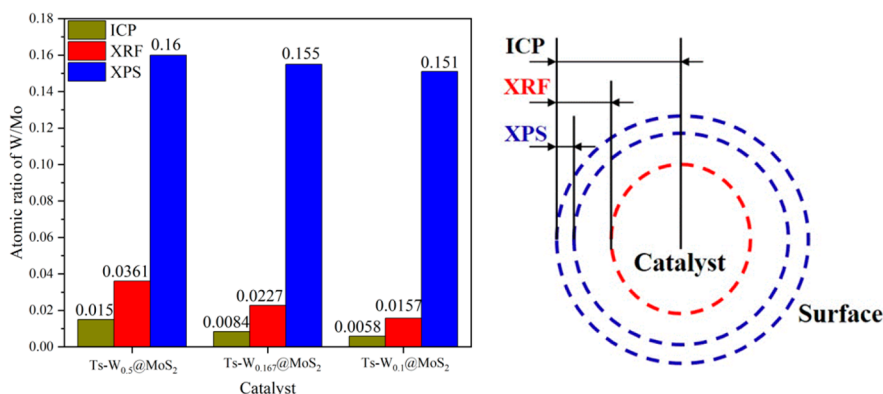 0.18
0.16
0.14
0.12
0.10
0.08
0.06
0.04
0.02
0.00
Atomic ratio of W/Mo
ICP
XRF
XPS
0.16
0.155
0.151
0.0361
0.015
0.0227
0.0084
0.0157
0.0058
Ts-W0.5@MoS2
Ts-W0.167@MoS2
Ts-W0.1@MoS2
Catalyst
ICP
XRF
XPS
Catalyst
Surface